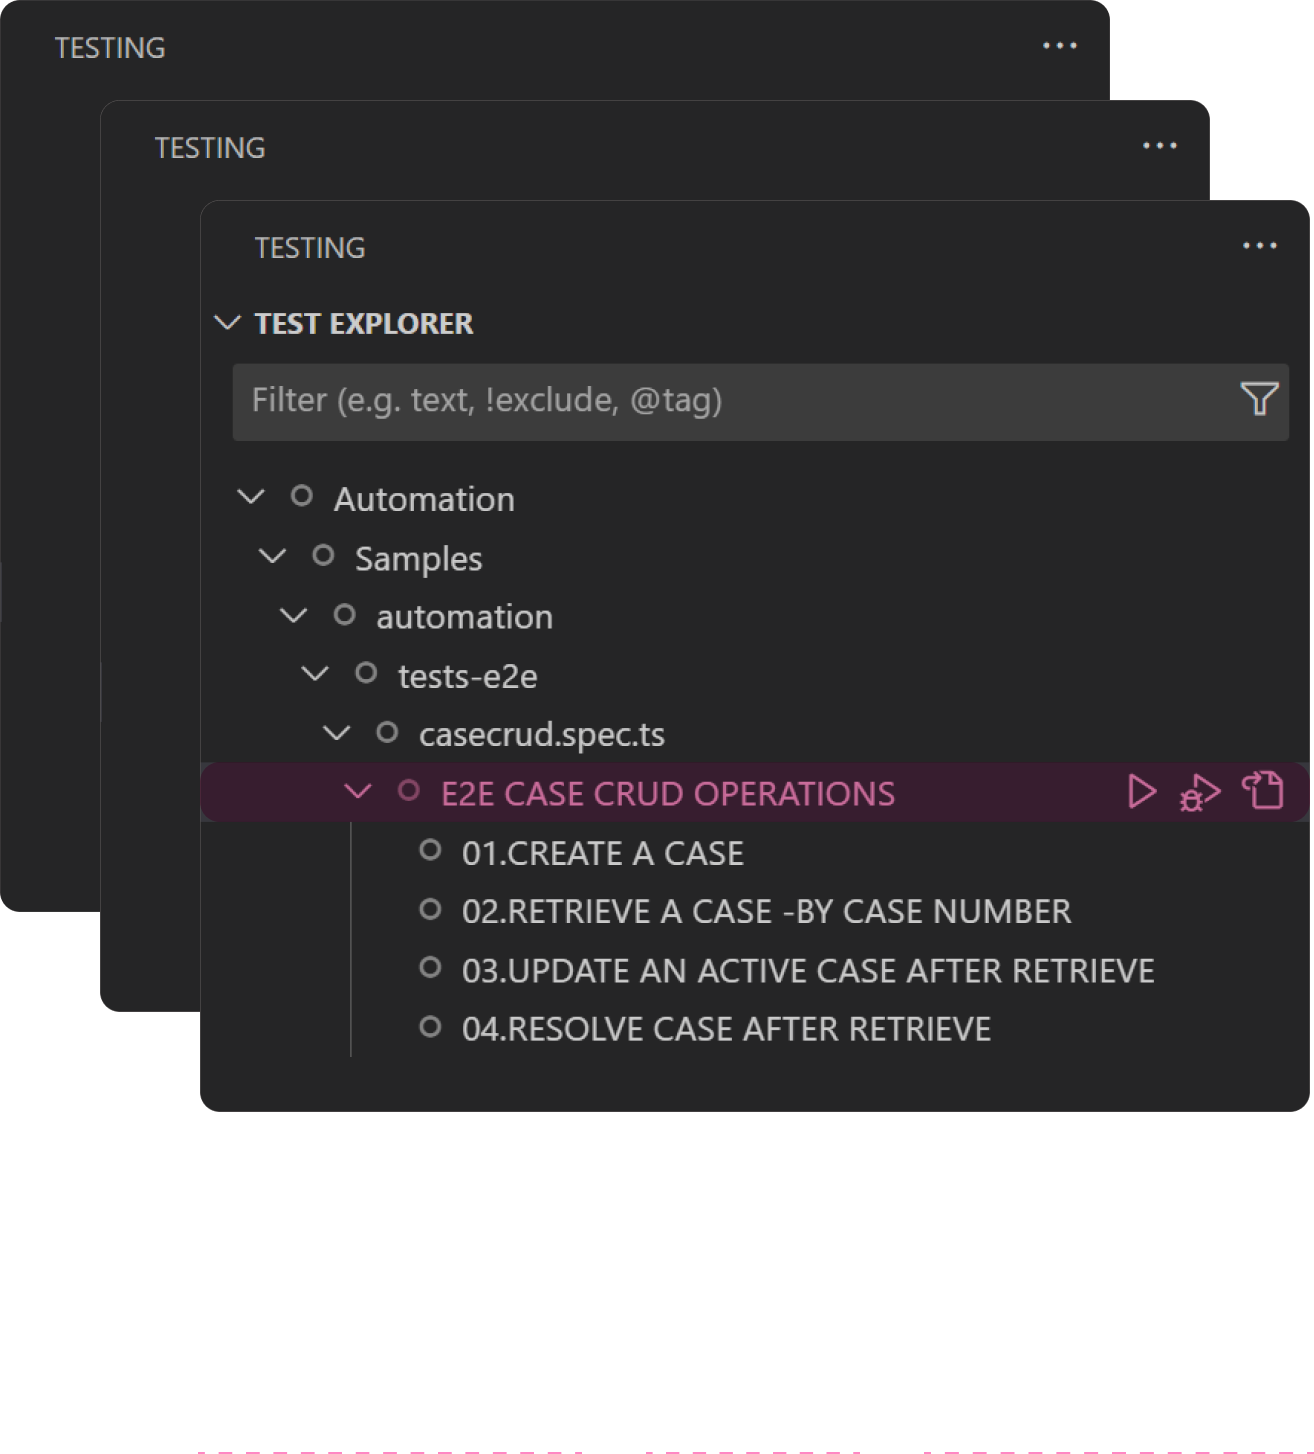 TESTING
TESTING
TESTING
TEST EXPLORER
Filter (e.g. text, !exclude, @tag)
Automation
Samples
automation
tests-e2e
casecrud.spec.ts
E2E CASE CRUD OPERATIONS
01.CREATE A CASE
02.RETRIEVE A CASE -BY CASE NUMBER
03.UPDATE AN ACTIVE CASE AFTER RETRIEVE
04.RESOLVE CASE AFTER RETRIEVE